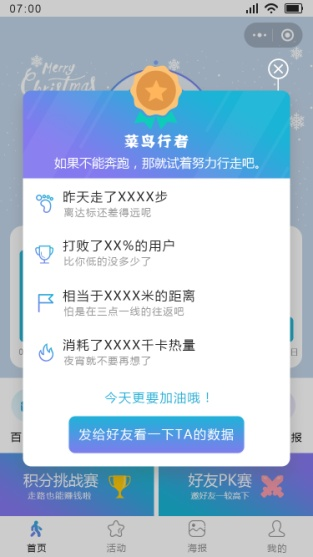 07:00
Merry
Christmas
菜鸟行者
如果不能奔跑，那就试着努力行走吧。
昨天走了XXXX步
离达标还差得远呢
打败了XX%的用户
比你低的没多少了
相当于XXXX米的距离
怕是在三点一线的往返吧
消耗了XXXX千卡热量
夜宵就不要再想了
今天更要加油哦！
发给好友看一下TA的数据
日
百
报
积分挑战赛
走路也能赚钱啦
好友PK赛
邀好友一较高下
首页
活动
海报
我的